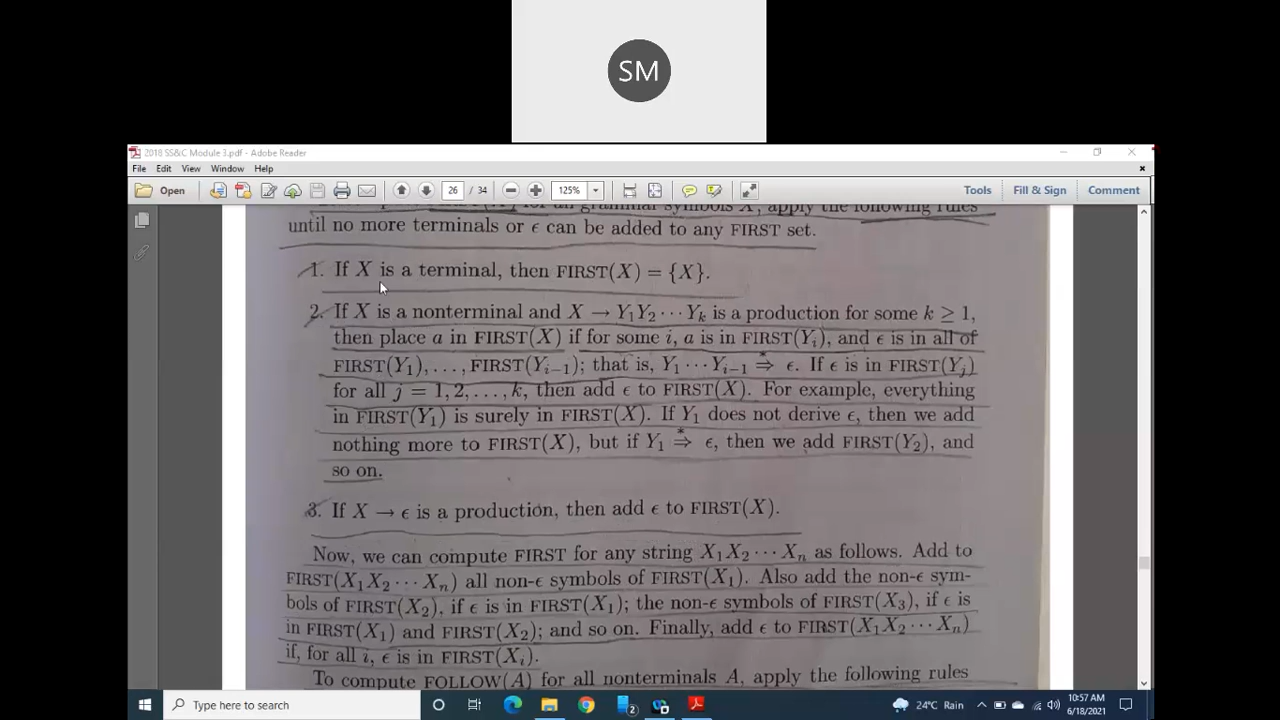 SM
2018 SS&C Module 3.pdf - Adobe Reader
File Edit View Window Help
Open 26 / 34 125% Tools Fill & Sign Comment
for all grammar symbols X, apply the following rules
until no more terminals or ϵ can be added to any FIRST set.
1. If X is a terminal, then FIRST(X) = {X}.
2. If X is a nonterminal and X → Y₁Y₂···Yₖ is a production for some k ≥ 1,
then place a in FIRST(X) if for some i, a is in FIRST(Yᵢ), and ϵ is in all of
FIRST(Y₁),...,FIRST(Yᵢ₋₁); that is, Y₁···Yᵢ₋₁ ⇒* ϵ. If ϵ is in FIRST(Yⱼ)
for all j = 1,2,...,k, then add ϵ to FIRST(X). For example, everything
in FIRST(Y₁) is surely in FIRST(X). If Y₁ does not derive ϵ, then we add
nothing more to FIRST(X), but if Y₁ ⇒* ϵ, then we add FIRST(Y₂), and
so on.
3. If X → ϵ is a production, then add ϵ to FIRST(X).
Now, we can compute FIRST for any string X₁X₂···Xₙ as follows. Add to
FIRST(X₁X₂···Xₙ) all non-ϵ symbols of FIRST(X₁). Also add the non-ϵ sym-
bols of FIRST(X₂), if ϵ is in FIRST(X₁); the non-ϵ symbols of FIRST(X₃), if ϵ is
in FIRST(X₁) and FIRST(X₂); and so on. Finally, add ϵ to FIRST(X₁X₂···Xₙ)
if, for all i, ϵ is in FIRST(Xᵢ).
To compute FOLLOW(A) for all nonterminals A, apply the following rules
Type here to search
24°C Rain
10:57 AM
6/18/2021